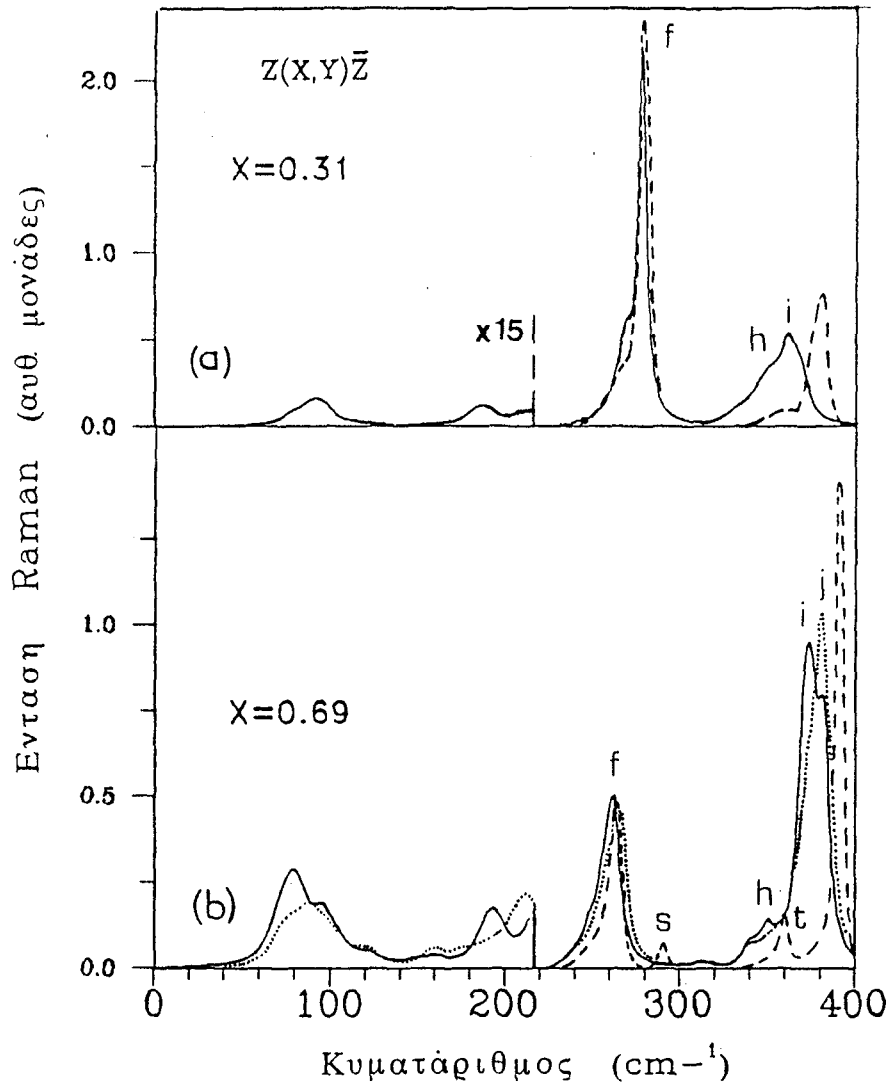 Ενταση Raman (αυθ. μονάδες)
2.0
1.0
0.0
Z(X,Y)Z̄
X=0.31
(a)
x15
f
h
i
1.0
0.5
0.0
X=0.69
(b)
f
s
h
t
i
j
0
100
200
300
400
Κυματάριθμος (cm⁻¹)